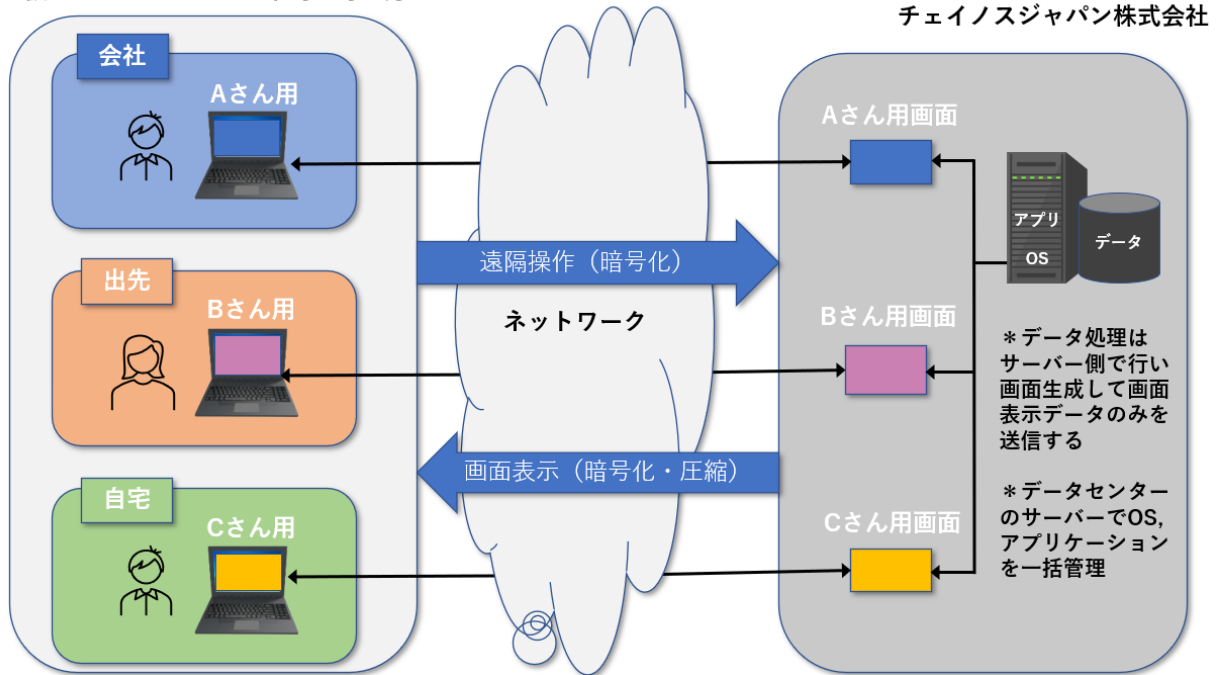 チェイノスジャパン株式会社
会社
Aさん用
出先
Bさん用
自宅
Cさん用
遠隔操作（暗号化）
ネットワーク
画面表示（暗号化・圧縮）
Aさん用画面
Bさん用画面
Cさん用画面
アプリ
OS
データ
＊データ処理は
サーバー側で行い
画面生成して画面
表示データのみを
送信する
＊データセンター
のサーバーでOS,
アプリケーション
を一括管理